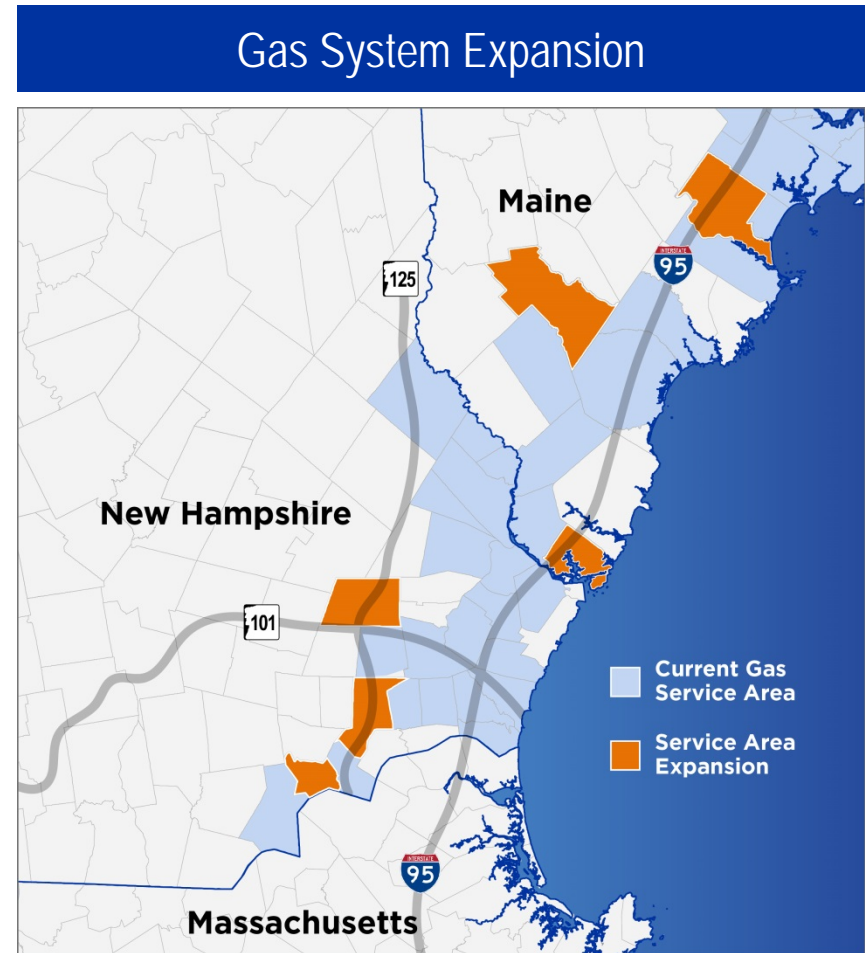 Gas System Expansion
Maine
INTERSTATE
95
125
New Hampshire
101
Current Gas
Service Area
Service Area
Expansion
INTERSTATE
95
Massachusetts